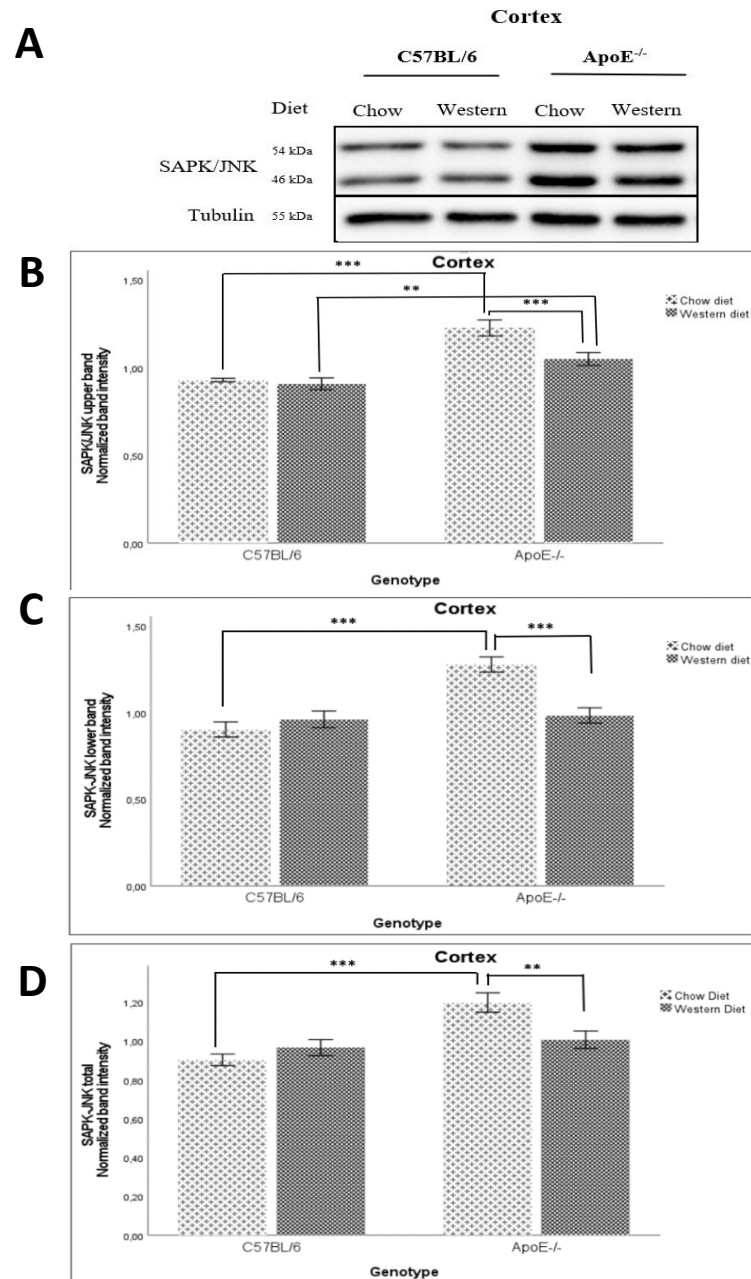 A
Cortex
C57BL/6 ApoE-/-
Diet Chow Western Chow Western
SAPK/JNK
54 kDa
46 kDa
Tubulin 55 kDa
B
Cortex
***
**
***
Chow diet
Western diet
1,50
1,00
0,50
0,00
SAPK/JNK upper band
Normalized band intensity
C57BL/6 ApoE-/-
Genotype
C
Cortex
***
***
Chow diet
Western diet
1,50
1,00
0,50
0,00
SAPK-JNK lower band
Normalized band intensity
C57BL/6 ApoE-/-
Genotype
D
Cortex
***
**
Chow Diet
Western Diet
1,20
1,00
0,80
0,60
0,40
0,20
0,00
SAPK-JNK total
Normalized band intensity
C57BL/6 ApoE-/-
Genotype